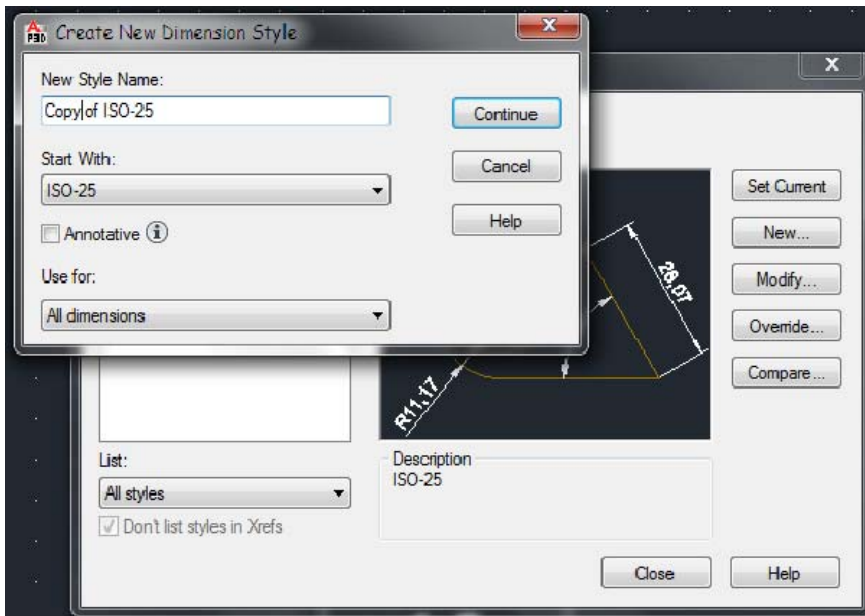 A
P3D
Create New Dimension Style
X
New Style Name:
Copy of ISO-25
Continue
Start With:
ISO-25
Cancel
Annotative i
Help
Use for:
All dimensions
X
Set Current
New...
Modify...
Override...
Compare...
28,07
R11,17
List:
All styles
Don't list styles in Xrefs
Description
ISO-25
Close
Help